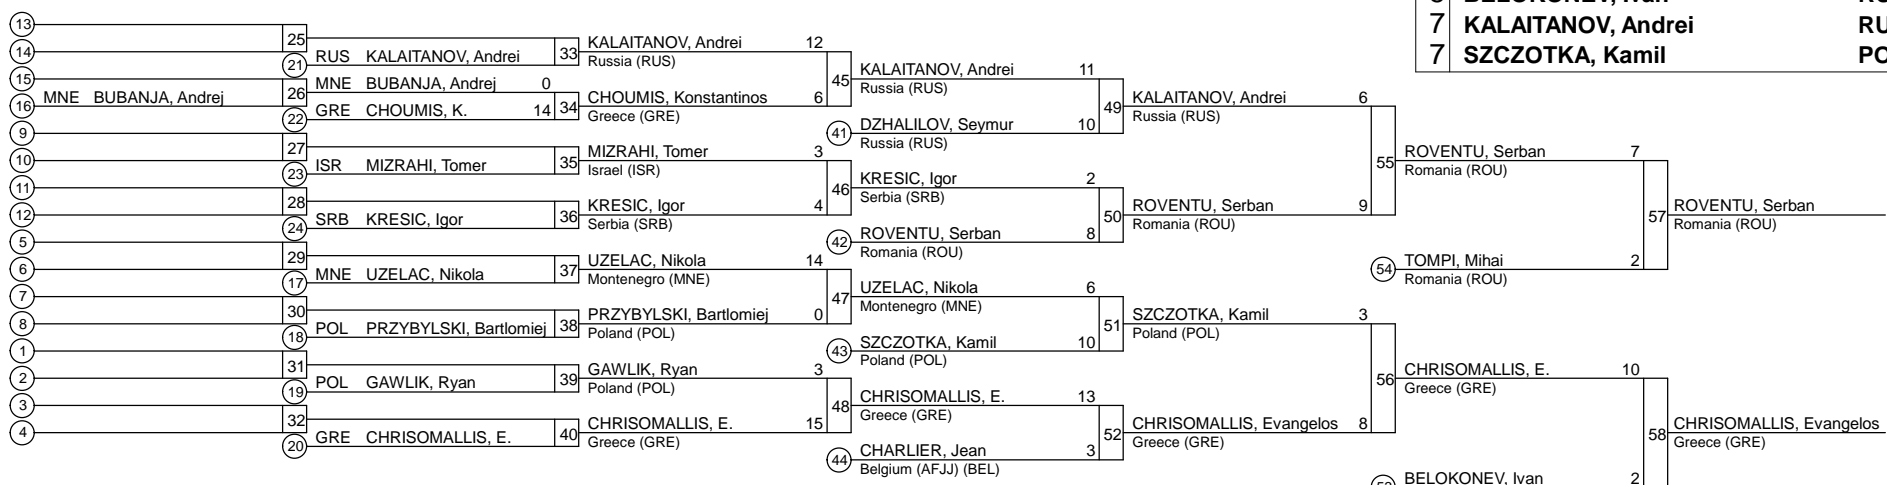 BELOKONEV, Ivan
7 KALAITANOV, Andrei
7 SZCZOTKA, Kamil
13
14
15
16 MNE BUBANJA, Andrej
9
10
11
12
5
6
7
8
1
2
3
4
25
21 RUS KALAITANOV, Andrei
26 MNE BUBANJA, Andrej 0
22 GRE CHOUMIS, K. 14
27
23 ISR MIZRAHI, Tomer
28
24 SRB KRESIC, Igor
29
17 MNE UZELAC, Nikola
30
18 POL PRZYBYLSKI, Bartlomiej
31
19 POL GAWLIK, Ryan
32
20 GRE CHRISOMALLIS, E.
33 KALAITANOV, Andrei 12
Russia (RUS)
34 CHOUMIS, Konstantinos 6
Greece (GRE)
35 MIZRAHI, Tomer 3
Israel (ISR)
36 KRESIC, Igor 4
Serbia (SRB)
37 UZELAC, Nikola 14
Montenegro (MNE)
38 PRZYBYLSKI, Bartlomiej 0
Poland (POL)
39 GAWLIK, Ryan 3
Poland (POL)
40 CHRISOMALLIS, E. 15
Greece (GRE)
45 KALAITANOV, Andrei 11
Russia (RUS)
41 DZHALILOV, Seymur 10
Russia (RUS)
46 KRESIC, Igor 2
Serbia (SRB)
42 ROVENTU, Serban 8
Romania (ROU)
47 UZELAC, Nikola 6
Montenegro (MNE)
43 SZCZOTKA, Kamil 10
Poland (POL)
48 CHRISOMALLIS, E. 13
Greece (GRE)
44 CHARLIER, Jean 3
Belgium (AFJJ) (BEL)
49 KALAITANOV, Andrei 6
Russia (RUS)
50 ROVENTU, Serban 9
Romania (ROU)
51 SZCZOTKA, Kamil 3
Poland (POL)
52 CHRISOMALLIS, Evangelos 8
Greece (GRE)
55 ROVENTU, Serban 7
Romania (ROU)
54 TOMPI, Mihai 2
Romania (ROU)
56 CHRISOMALLIS, E. 10
Greece (GRE)
BELOKONEV, Ivan 2
57 ROVENTU, Serban
Romania (ROU)
58 CHRISOMALLIS, Evangelos
Greece (GRE)